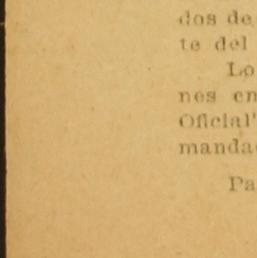 dos de
te del
Lo
nes en
Oficial"
manda
Pa